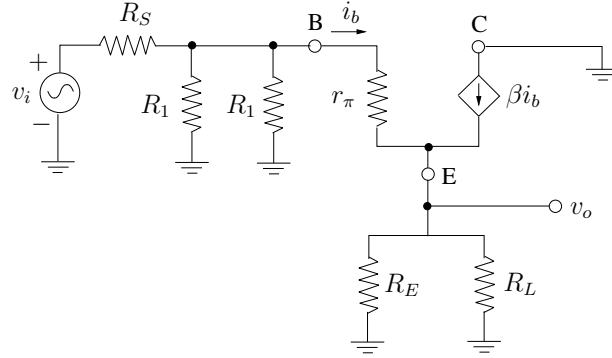 R_S
B
i_b
C
+
v_i
−
R_1
R_1
r_π
βi_b
E
v_o
R_E
R_L